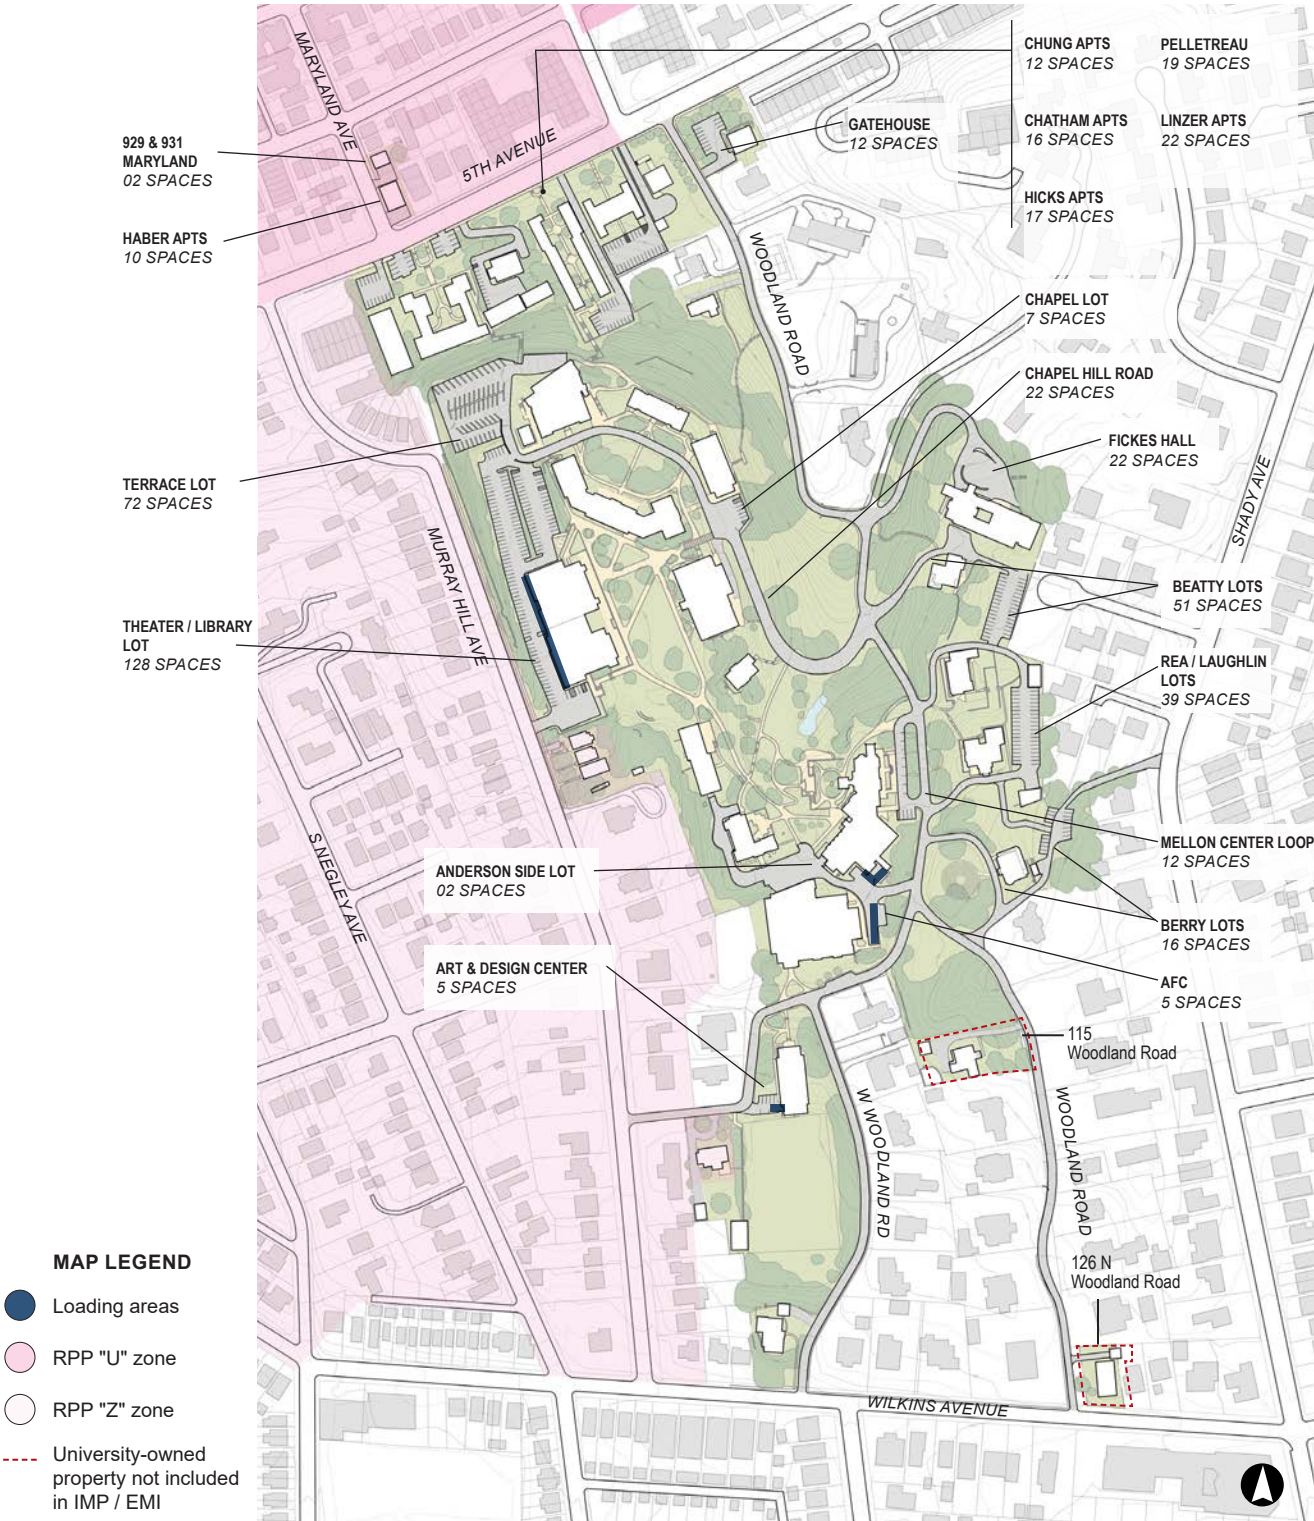 CHUNG APTS
12 SPACES
PELLETREAU
19 SPACES
CHATHAM APTS
16 SPACES
LINZER APTS
22 SPACES
HICKS APTS
17 SPACES
GATEHOUSE
12 SPACES
MARYLAND AVE
5TH AVENUE
929 & 931
MARYLAND
02 SPACES
HABER APTS
10 SPACES
WOODLAND ROAD
CHAPEL LOT
7 SPACES
CHAPEL HILL ROAD
22 SPACES
FICKES HALL
22 SPACES
SHADY AVE
TERRACE LOT
72 SPACES
MURRAY HILL AVE
BEATTY LOTS
51 SPACES
THEATER / LIBRARY
LOT
128 SPACES
REA / LAUGHLIN
LOTS
39 SPACES
S NEGLEY AVE
MELLON CENTER LOOP
12 SPACES
ANDERSON SIDE LOT
02 SPACES
BERRY LOTS
16 SPACES
ART & DESIGN CENTER
5 SPACES
AFC
5 SPACES
115
Woodland Road
W WOODLAND RD
WOODLAND ROAD
126 N
Woodland Road
WILKINS AVENUE
MAP LEGEND
Loading areas
RPP "U" zone
RPP "Z" zone
University-owned
property not included
in IMP / EMI